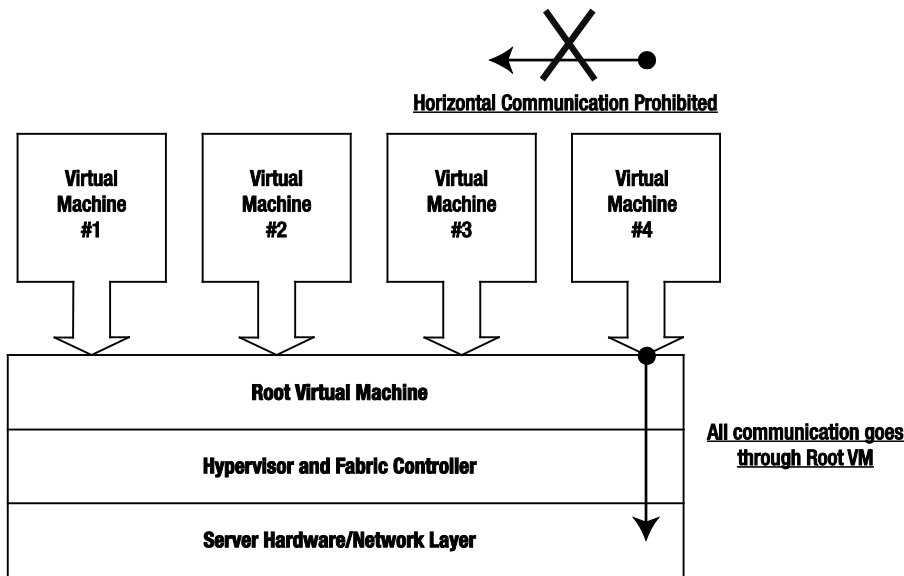 Horizontal Communication Prohibited
Virtual
Machine
#1
Virtual
Machine
#2
Virtual
Machine
#3
Virtual
Machine
#4
Root Virtual Machine
Hypervisor and Fabric Controller
Server Hardware/Network Layer
All communication goes
through Root VM